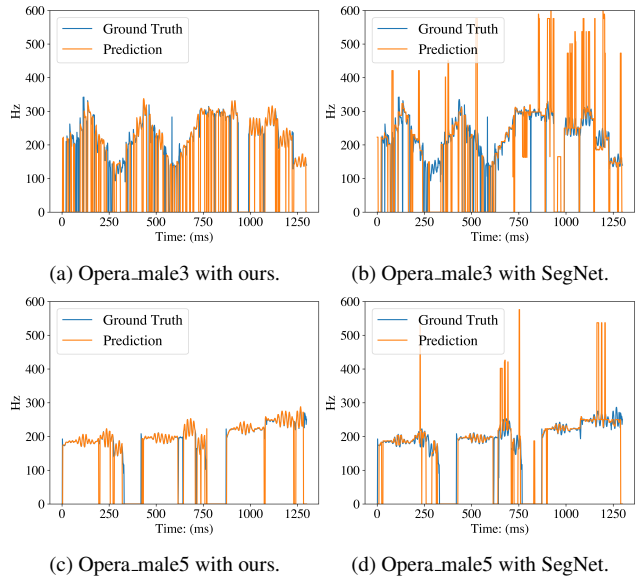 600
500
400
300
200
100
0
Hz
Ground Truth
Prediction
0 250 500 750 1000 1250
Time: (ms)
(a) Opera_male3 with ours.
600
500
400
300
200
100
0
Hz
Ground Truth
Prediction
0 250 500 750 1000 1250
Time: (ms)
(b) Opera_male3 with SegNet.
600
500
400
300
200
100
0
Hz
Ground Truth
Prediction
0 250 500 750 1000 1250
Time: (ms)
(c) Opera_male5 with ours.
600
500
400
300
200
100
0
Hz
Ground Truth
Prediction
0 250 500 750 1000 1250
Time: (ms)
(d) Opera_male5 with SegNet.